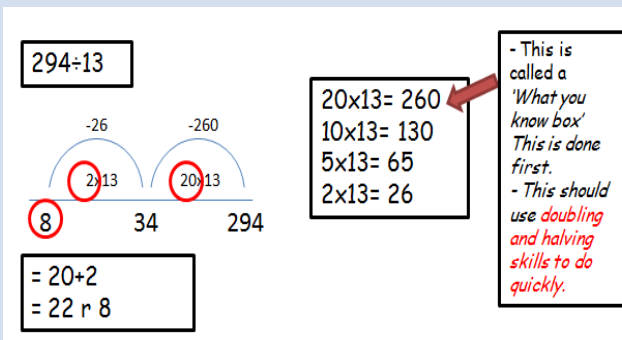 294÷13
-26
-260
2x13
20x13
8
34
294
= 20+2
= 22 r 8
20x13= 260
10x13= 130
5x13= 65
2x13= 26
- This is
called a
'What you
know box'
This is done
first.
- This should
use doubling
and halving
skills to do
quickly.